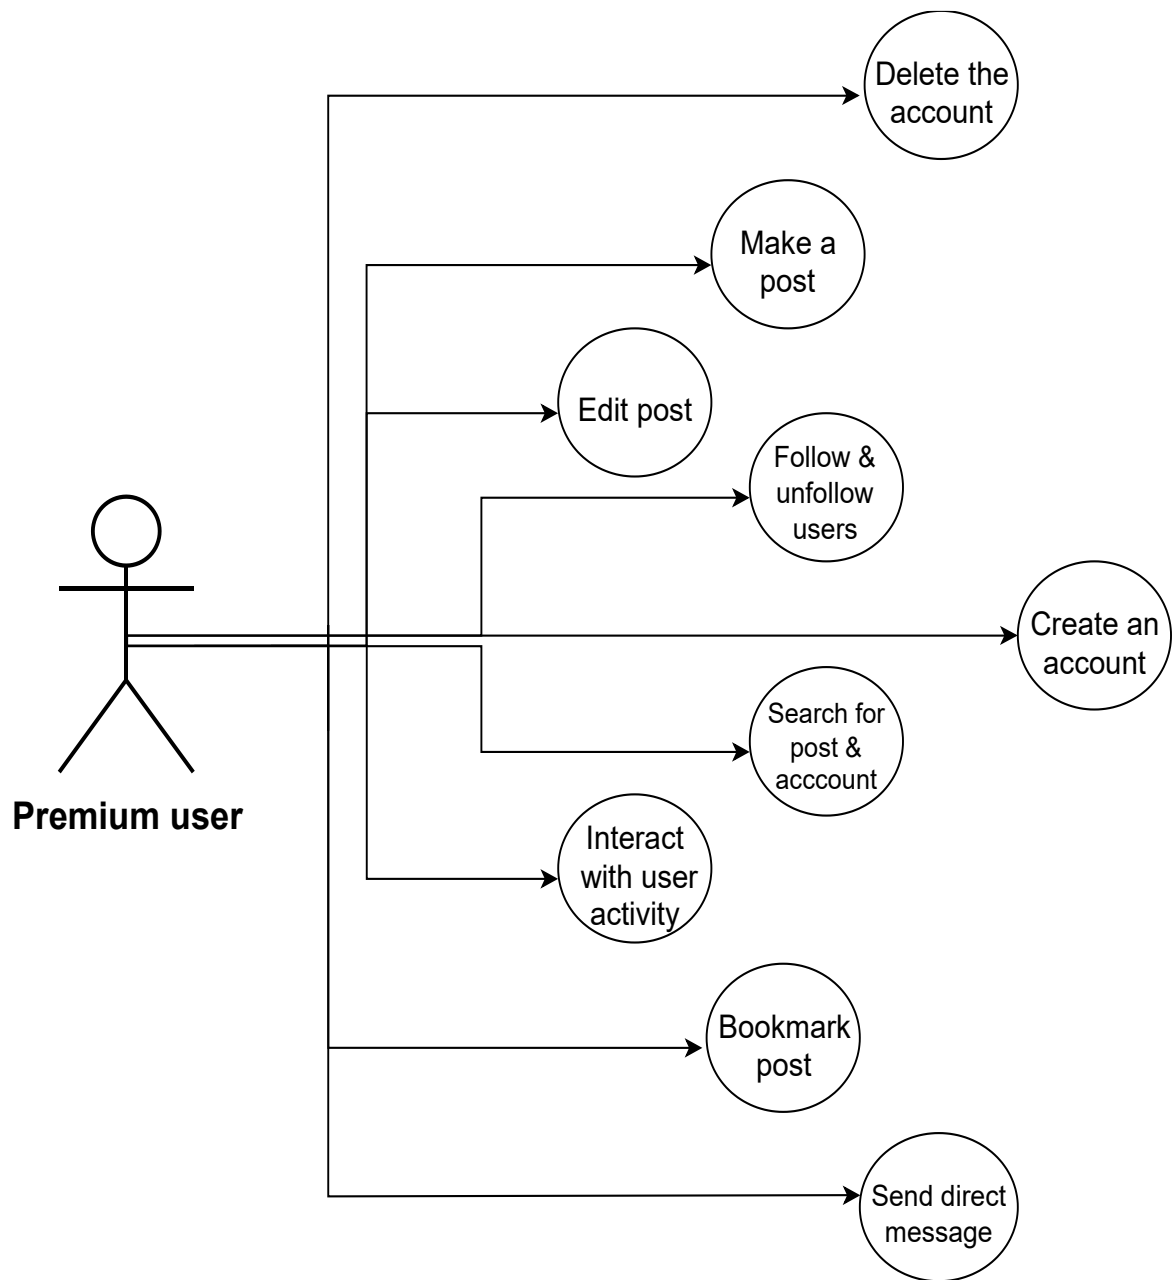 Delete the
account
Make a
post
Edit post
Follow &
unfollow
users
Create an
account
Search for
post &
acccount
Premium user
Interact
with user
activity
Bookmark
post
Send direct
message